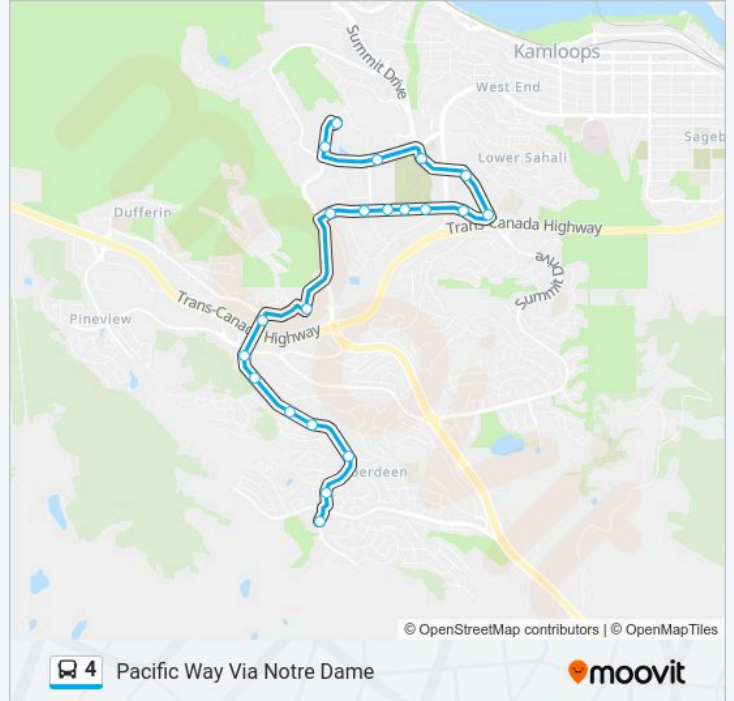 Kamloops
Summit Drive
West End
Sageb
Lower Sahali
Dufferin
Trans-Canada Highway
Summit Drive
Trans-Canada Highway
Pineview
berdeen
© OpenStreetMap contributors | © OpenMapTiles
4 Pacific Way Via Notre Dame
moovit